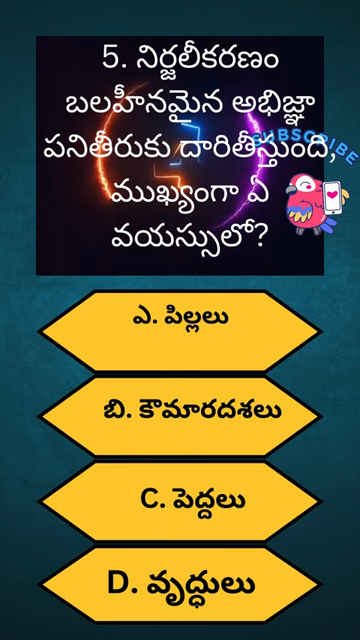 5. నిర్జలీకరణం
బలహీనమైన అభిజ్ఞా
పనితీరుకు దారితీస్తుంది,
ముఖ్యంగా ఏ
వయస్సులో?
SUBSCRIBE
ఎ. పిల్లలు
బి. కౌమారదశలు
C. పెద్దలు
D. వృద్ధులు